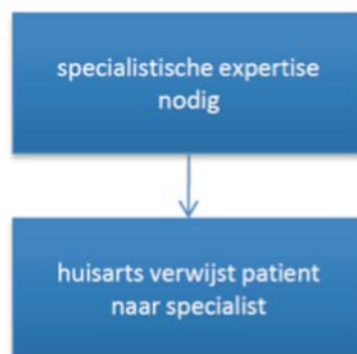 specialistische expertise
nodig
huisarts verwijst patient
naar specialist